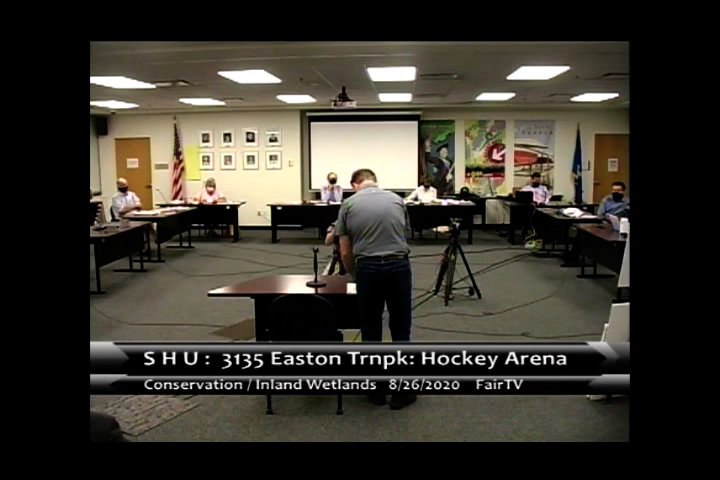 S H U :  3135 Easton Trnpk: Hockey Arena
Conservation / Inland Wetlands  8/26/2020  FairTV